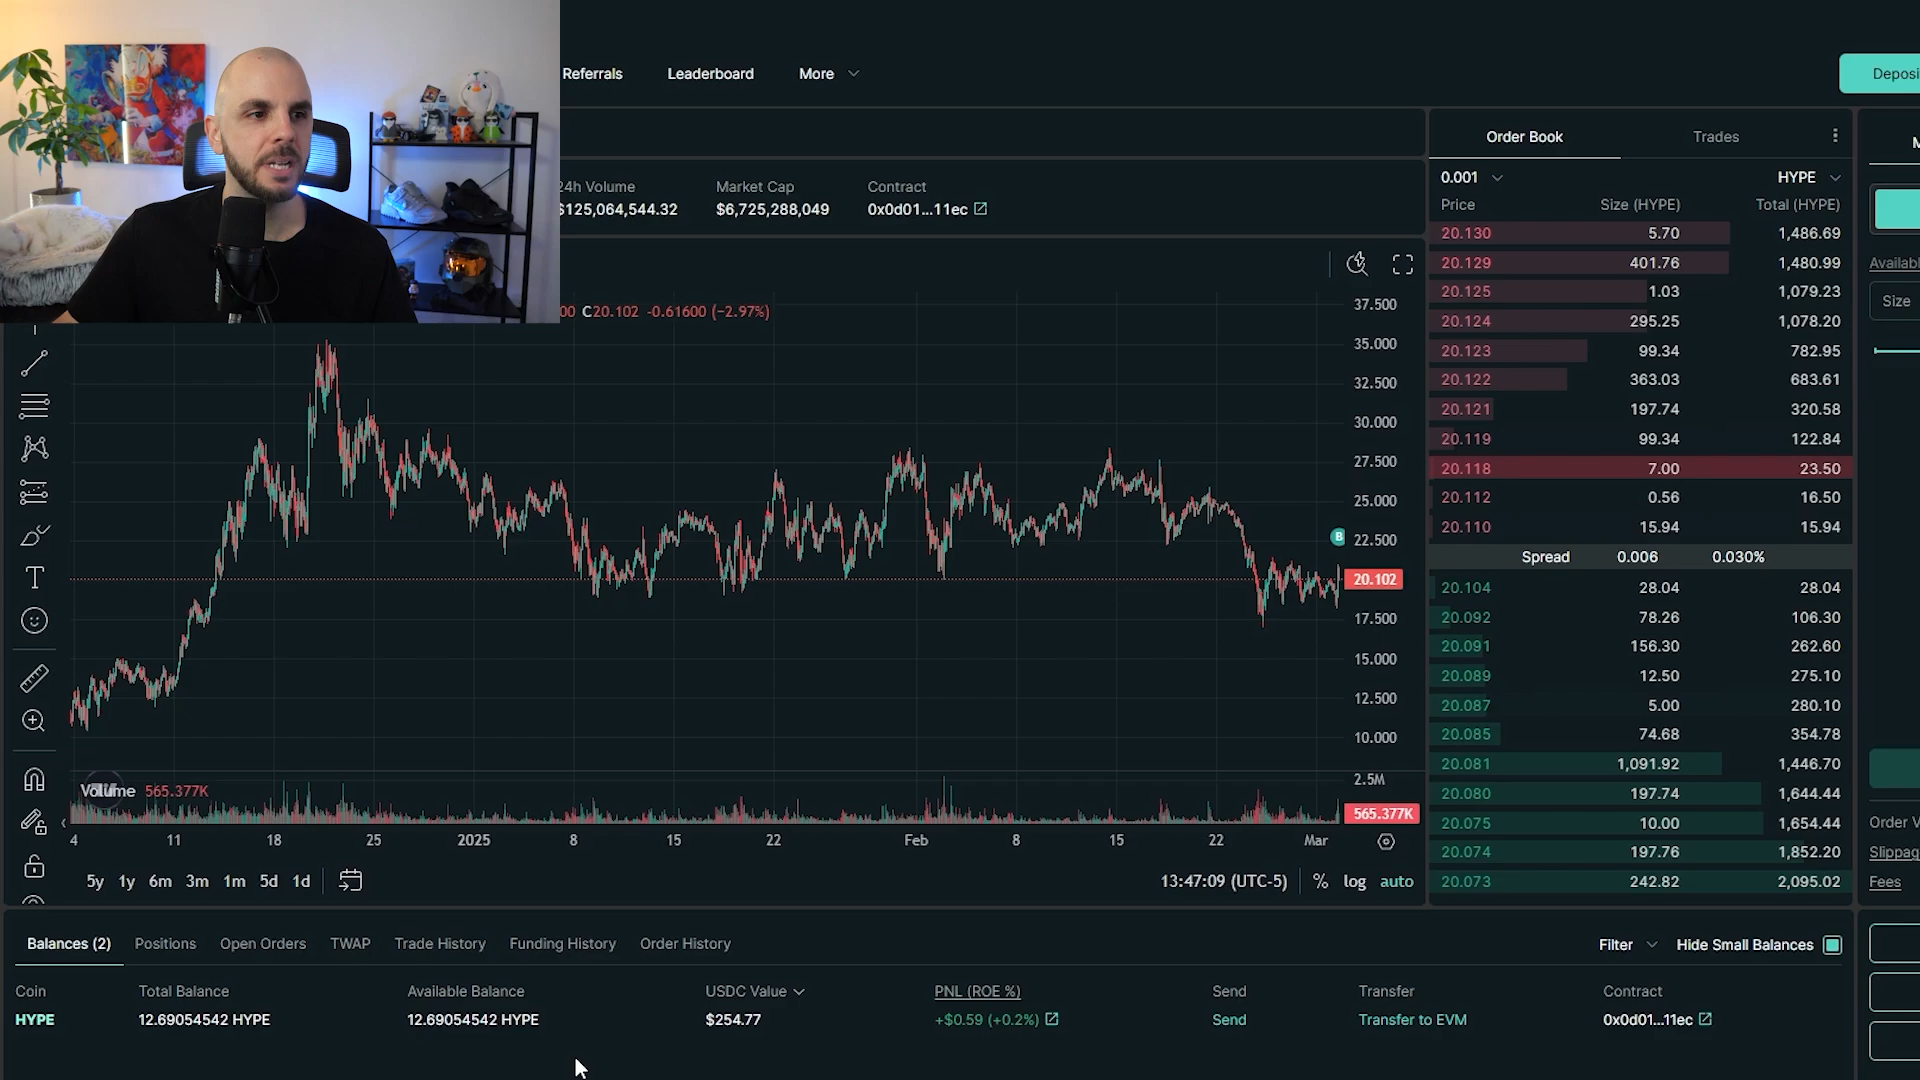 Referrals Leaderboard More
Deposi
24h Volume Market Cap Contract
$125,064,544.32 $6,725,288,049 0x0d01...11ec
00 C20.102 -0.61600 (−2.97%)
37.500
35.000
32.500
30.000
27.500
25.000
B
22.500
20.102
17.500
15.000
12.500
10.000
2.5M
Volume 565.377K
565.377K
4 11 18 25 2025 8 15 22 Feb 8 15 22 Mar
5y 1y 6m 3m 1m 5d 1d
13:47:09 (UTC-5) % log auto
Order Book Trades
0.001 HYPE
Price Size (HYPE) Total (HYPE)
20.130 5.70 1,486.69
20.129 401.76 1,480.99
20.125 1.03 1,079.23
20.124 295.25 1,078.20
20.123 99.34 782.95
20.122 363.03 683.61
20.121 197.74 320.58
20.119 99.34 122.84
20.118 7.00 23.50
20.112 0.56 16.50
20.110 15.94 15.94
Spread 0.006 0.030%
20.104 28.04 28.04
20.092 78.26 106.30
20.091 156.30 262.60
20.089 12.50 275.10
20.087 5.00 280.10
20.085 74.68 354.78
20.081 1,091.92 1,446.70
20.080 197.74 1,644.44
20.075 10.00 1,654.44
20.074 197.76 1,852.20
20.073 242.82 2,095.02
M
Availabl
Size
Order V
Slippag
Fees
Balances (2) Positions Open Orders TWAP Trade History Funding History Order History
Filter Hide Small Balances
Coin Total Balance Available Balance USDC Value PNL (ROE %) Send Transfer Contract
HYPE 12.69054542 HYPE 12.69054542 HYPE $254.77 +$0.59 (+0.2%) Send Transfer to EVM 0x0d01...11ec